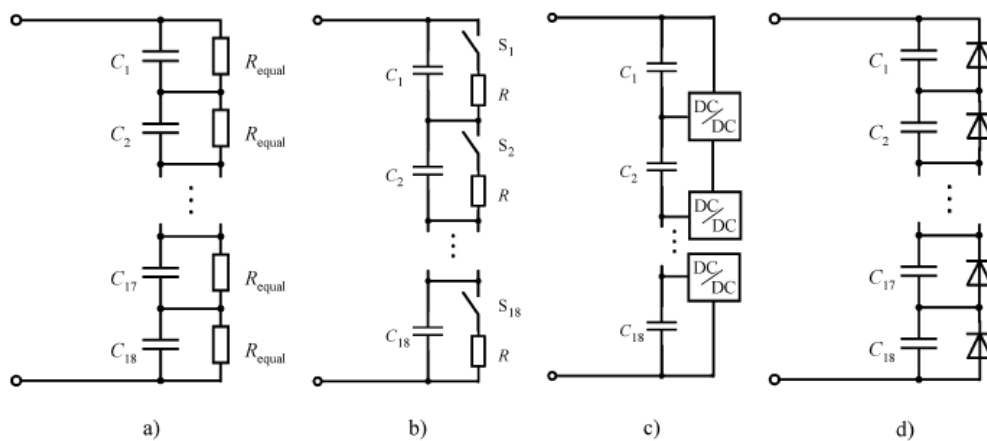 C1
Requal
C2
Requal
⋮
C17
Requal
C18
Requal
a)
S1
C1
R
S2
C2
R
⋮
S18
C18
R
b)
C1
DC/DC
C2
DC/DC
⋮
DC/DC
C18
c)
C1
C2
⋮
C17
C18
d)